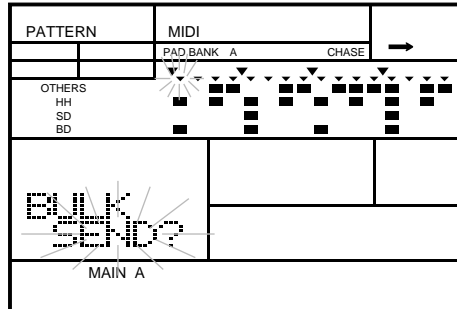 PATTERN MIDI
PAD BANK A CHASE
OTHERS
HH
SD
BD
BULK
SEND?
MAIN A